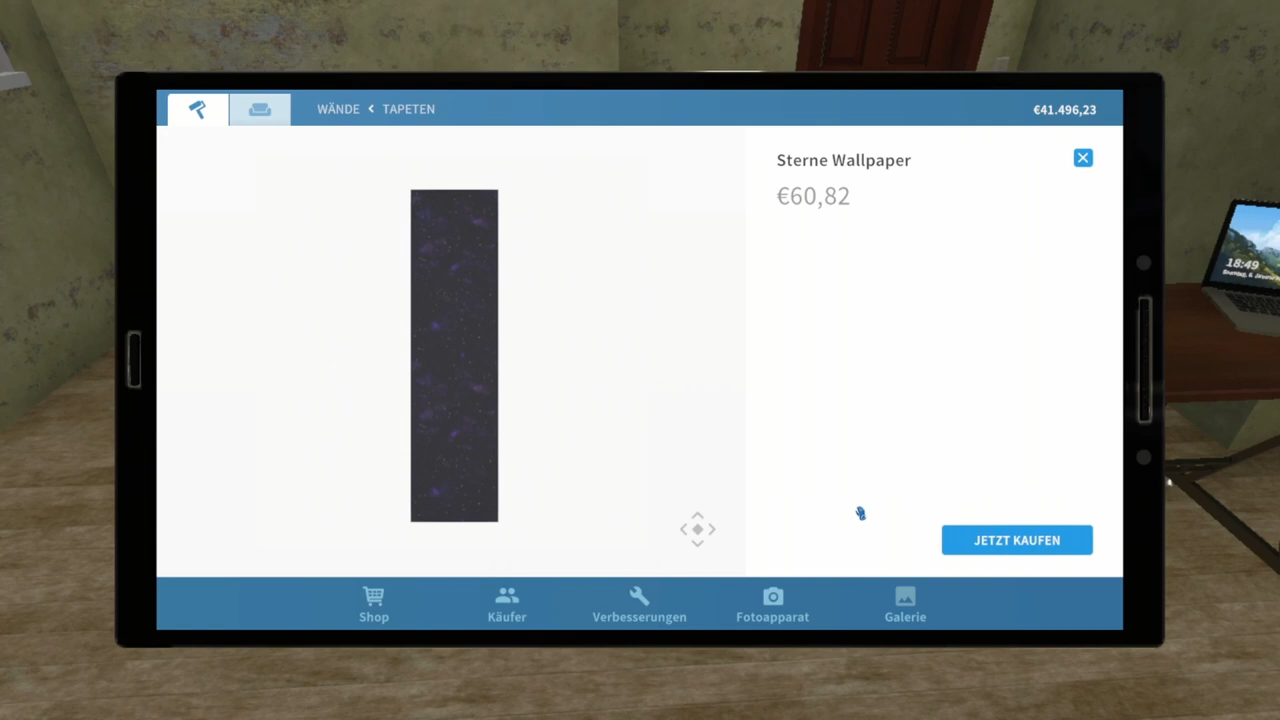 WÄNDE < TAPETEN
€41.496,23
Sterne Wallpaper
€60,82
18:49
JETZT KAUFEN
Shop
Käufer
Verbesserungen
Fotoapparat
Galerie